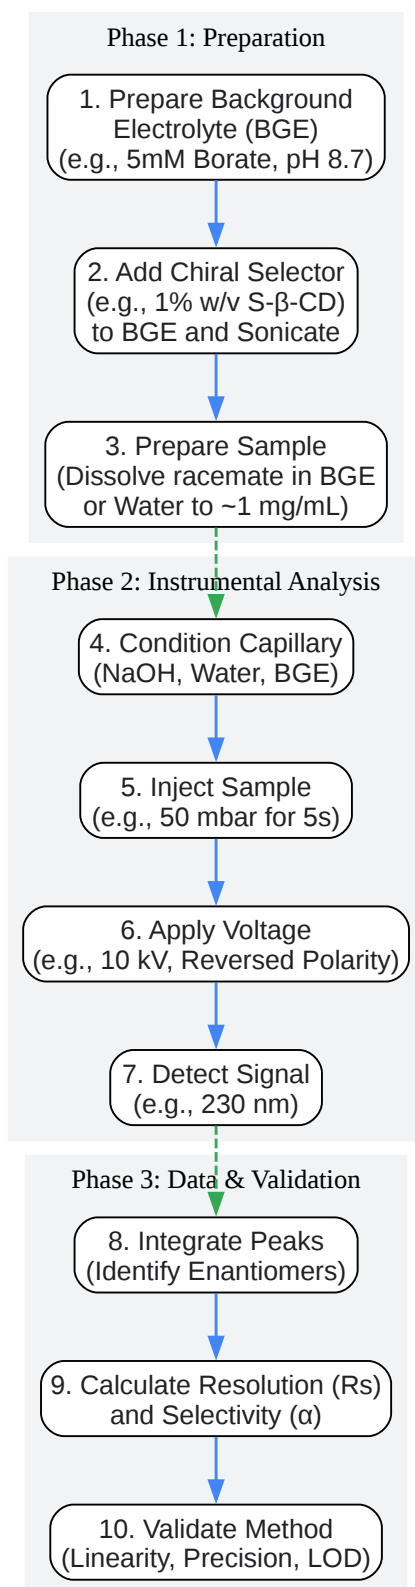 Phase 1: Preparation
1. Prepare Background
Electrolyte (BGE)
(e.g., 5mM Borate, pH 8.7)
2. Add Chiral Selector
(e.g., 1% w/v S-β-CD)
to BGE and Sonicate
3. Prepare Sample
(Dissolve racemate in BGE
or Water to ~1 mg/mL)
Phase 2: Instrumental Analysis
4. Condition Capillary
(NaOH, Water, BGE)
5. Inject Sample
(e.g., 50 mbar for 5s)
6. Apply Voltage
(e.g., 10 kV, Reversed Polarity)
7. Detect Signal
(e.g., 230 nm)
Phase 3: Data & Validation
8. Integrate Peaks
(Identify Enantiomers)
9. Calculate Resolution (Rs)
and Selectivity (α)
10. Validate Method
(Linearity, Precision, LOD)